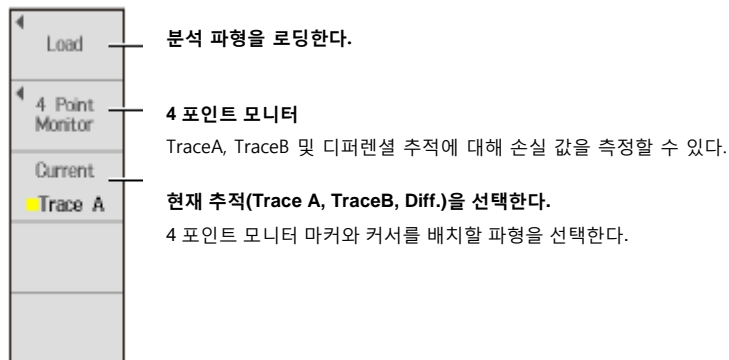 Load
분석 파형을 로딩한다.
4 Point
Monitor
4 포인트 모니터
TraceA, TraceB 및 디퍼렌셜 추적에 대해 손실 값을 측정할 수 있다.
Current
Trace A
현재 추적(Trace A, TraceB, Diff.)을 선택한다.
4 포인트 모니터 마커와 커서를 배치할 파형을 선택한다.